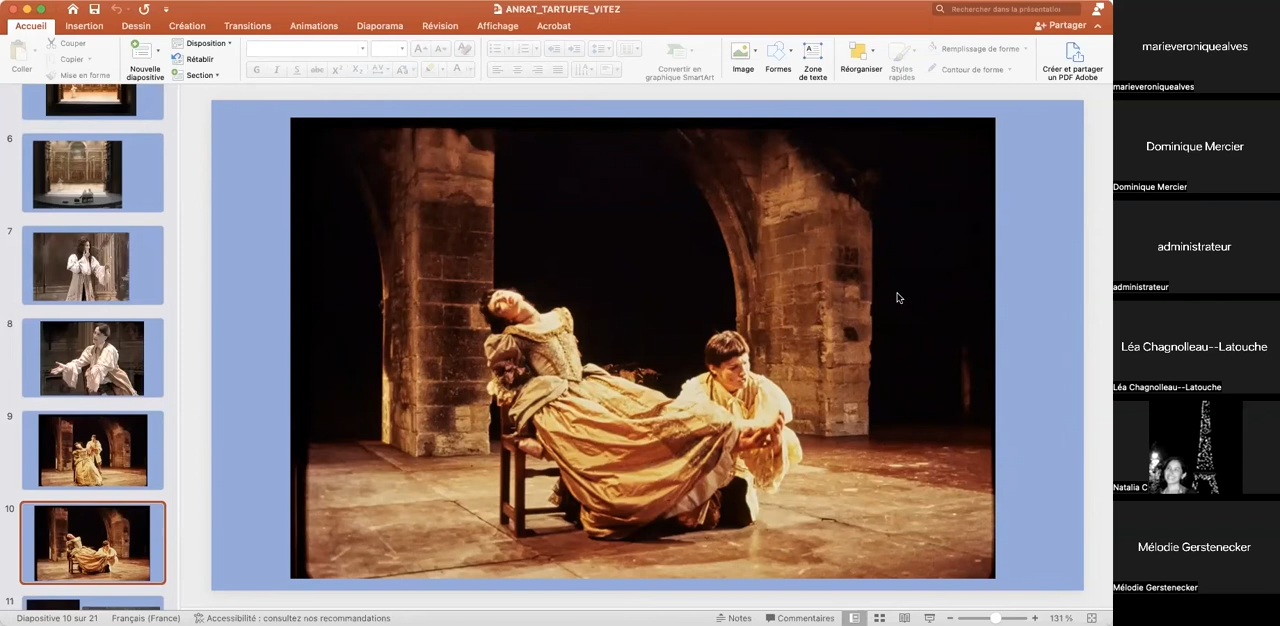 ANRAT_TARTUFFE_VITEZ
Rechercher dans la présentation
Accueil Insertion Dessin Création Transitions Animations Diaporama Révision Affichage Acrobat
Partager
Coller
Couper
Copier
Mise en forme
Nouvelle
diapositive
Disposition
Rétablir
Section
G I S abc X² X₂
Convertir en
graphique SmartArt
Image
Formes
Zone
de texte
Réorganiser
Styles
rapides
Remplissage de forme
Contour de forme
Créer et partager
un PDF Adobe
6
7
8
9
10
11
Diapositive 10 sur 21 Français (France) Accessibilité : consultez nos recommandations
Notes Commentaires 131 %
marieveroniquealves
marieveroniquealves
Dominique Mercier
Dominique Mercier
administrateur
administrateur
Léa Chagnolleau--Latouche
Léa Chagnolleau--Latouche
Natalia C
Mélodie Gerstenecker
Mélodie Gerstenecker